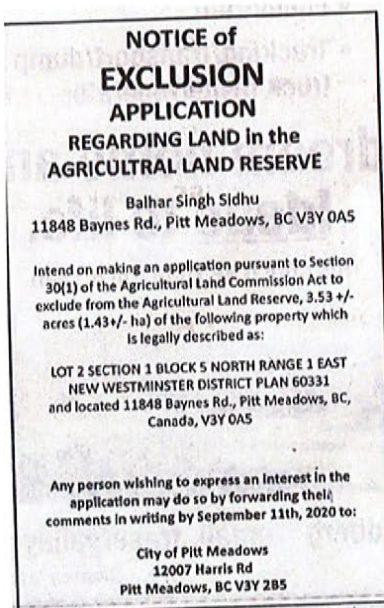 NOTICE of
EXCLUSION
APPLICATION
REGARDING LAND in the
AGRICULTRAL LAND RESERVE
Balhar Singh Sidhu
11848 Baynes Rd., Pitt Meadows, BC V3Y 0A5
Intend on making an application pursuant to Section
30(1) of the Agricultural Land Commission Act to
exclude from the Agricultural Land Reserve, 3.53 +/-
acres (1.43+/- ha) of the following property which
is legally described as:
LOT 2 SECTION 1 BLOCK 5 NORTH RANGE 1 EAST
NEW WESTMINSTER DISTRICT PLAN 60331
and located 11848 Baynes Rd., Pitt Meadows, BC,
Canada, V3Y 0A5
Any person wishing to express an interest in the
application may do so by forwarding their
comments in writing by September 11th, 2020 to:
City of Pitt Meadows
12007 Harris Rd
Pitt Meadows, BC V3Y 2B5